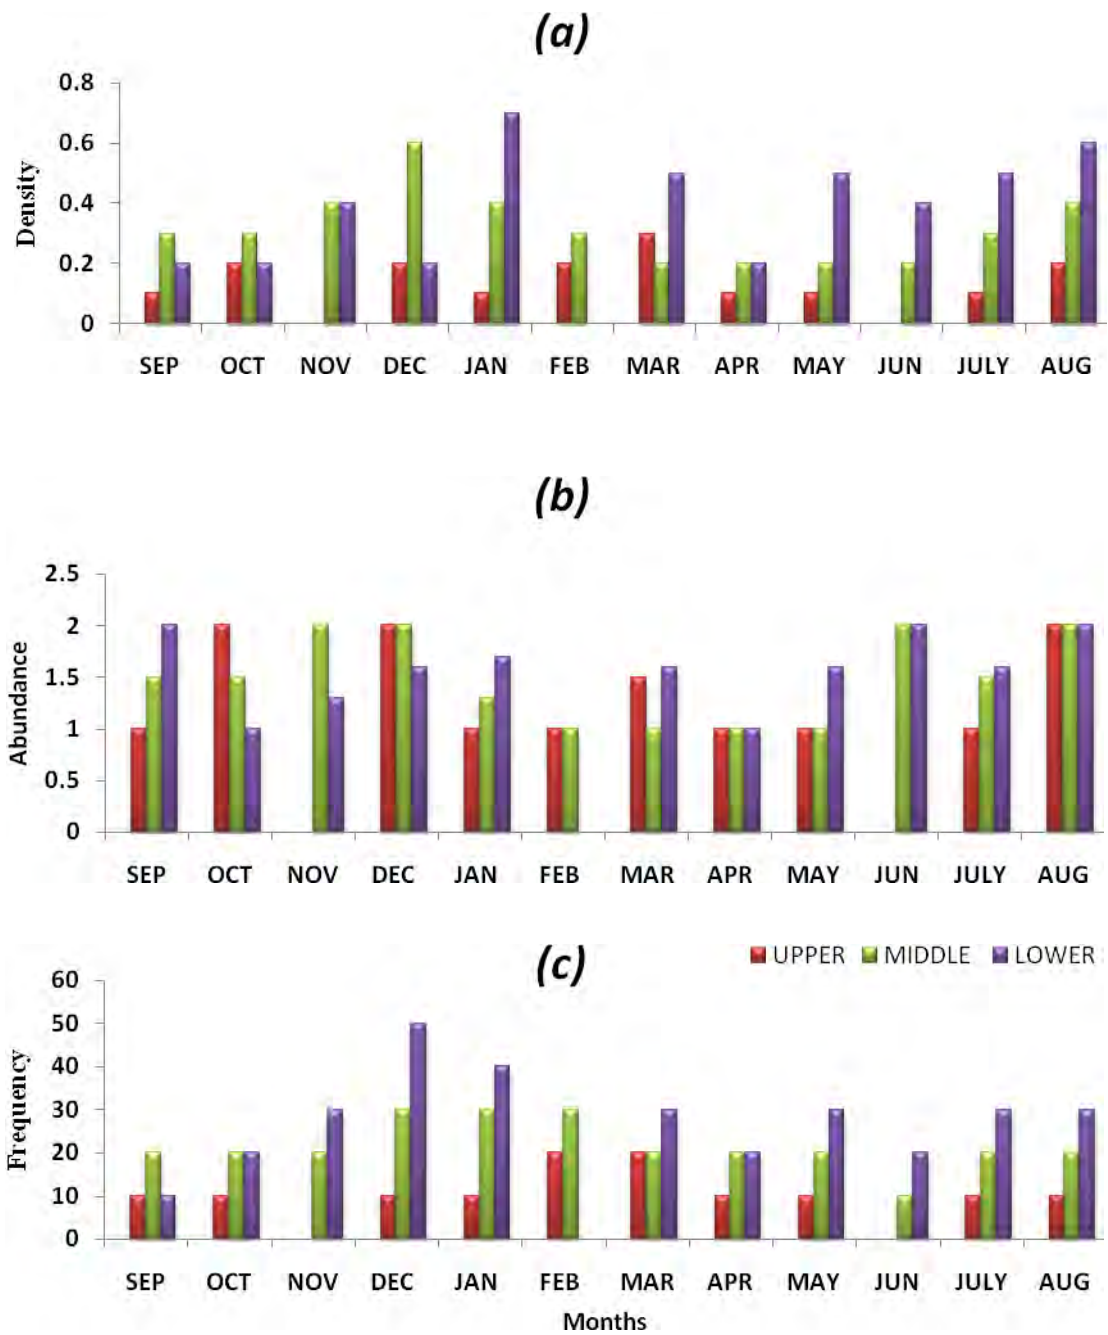 (a)
0.8
0.6
0.4
0.2
0
Density
SEP OCT NOV DEC JAN FEB MAR APR MAY JUN JULY AUG
(b)
2.5
2
1.5
1
0.5
0
Abundance
SEP OCT NOV DEC JAN FEB MAR APR MAY JUN JULY AUG
(c)
UPPER MIDDLE LOWER
60
50
40
30
20
10
0
Frequency
SEP OCT NOV DEC JAN FEB MAR APR MAY JUN JULY AUG
Months